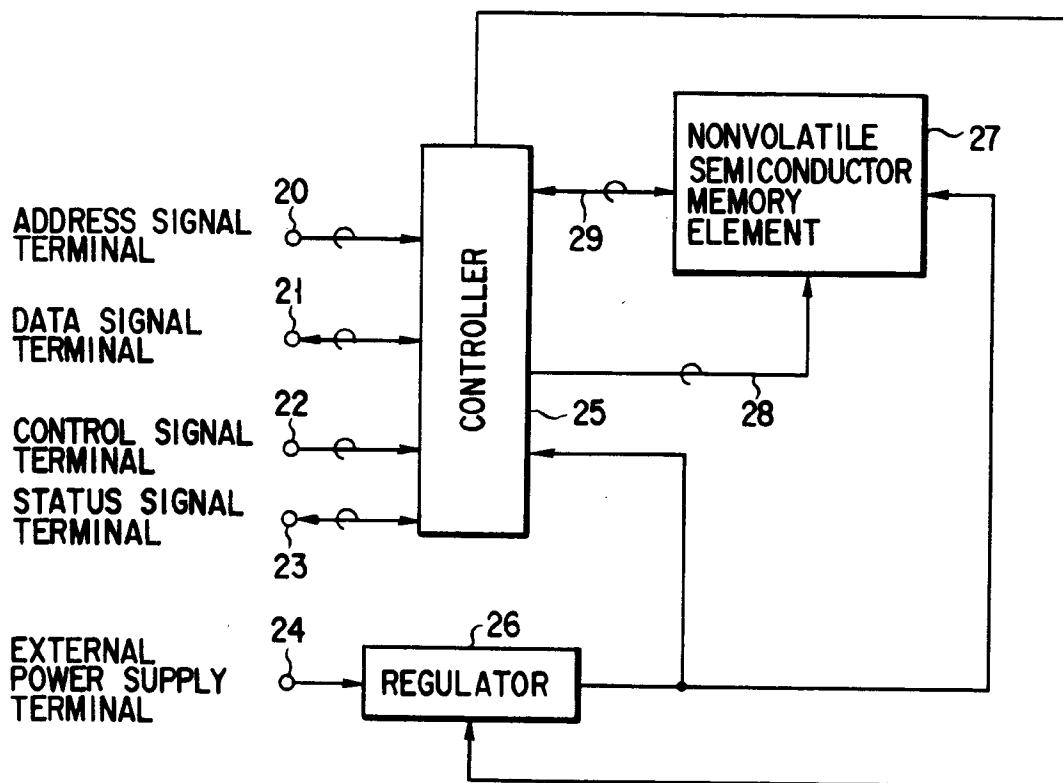 NONVOLATILE
SEMICONDUCTOR
MEMORY
ELEMENT
27
20
ADDRESS SIGNAL
TERMINAL
29
21
DATA SIGNAL
TERMINAL
CONTROLLER
28
22
25
CONTROL SIGNAL
TERMINAL
STATUS SIGNAL
TERMINAL
23
24
26
EXTERNAL
POWER SUPPLY
TERMINAL
REGULATOR